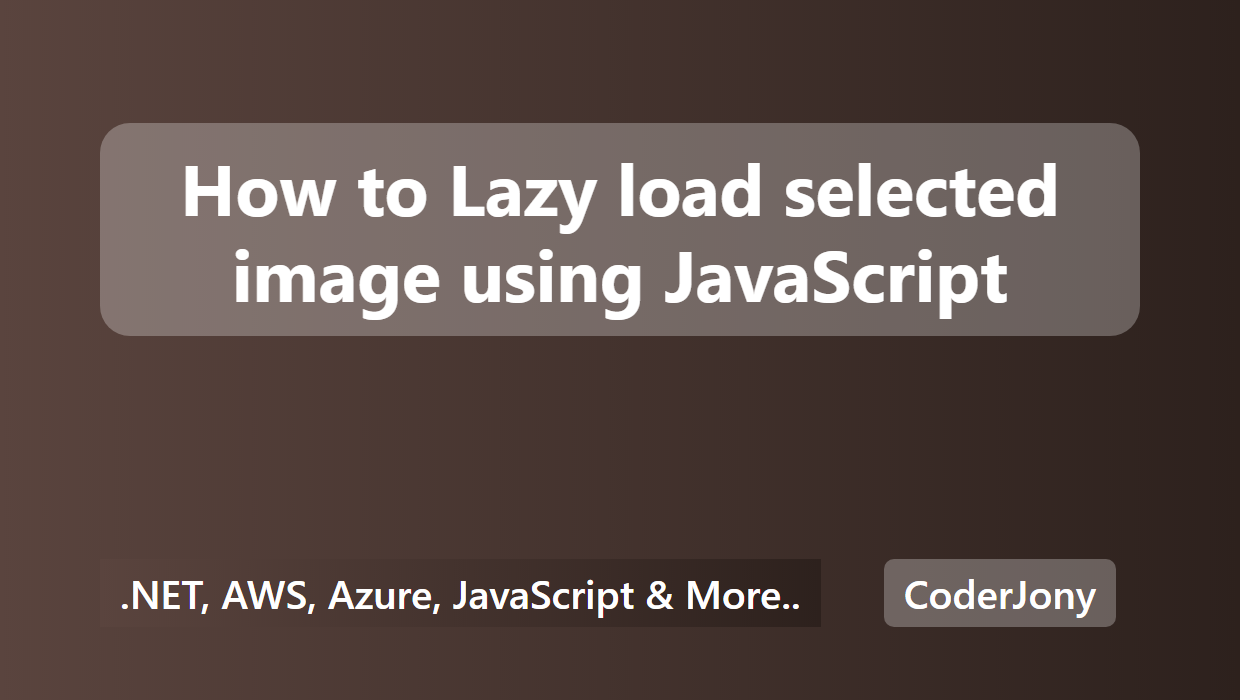 How to Lazy load selected
image using JavaScript
.NET, AWS, Azure, JavaScript & More..
CoderJony